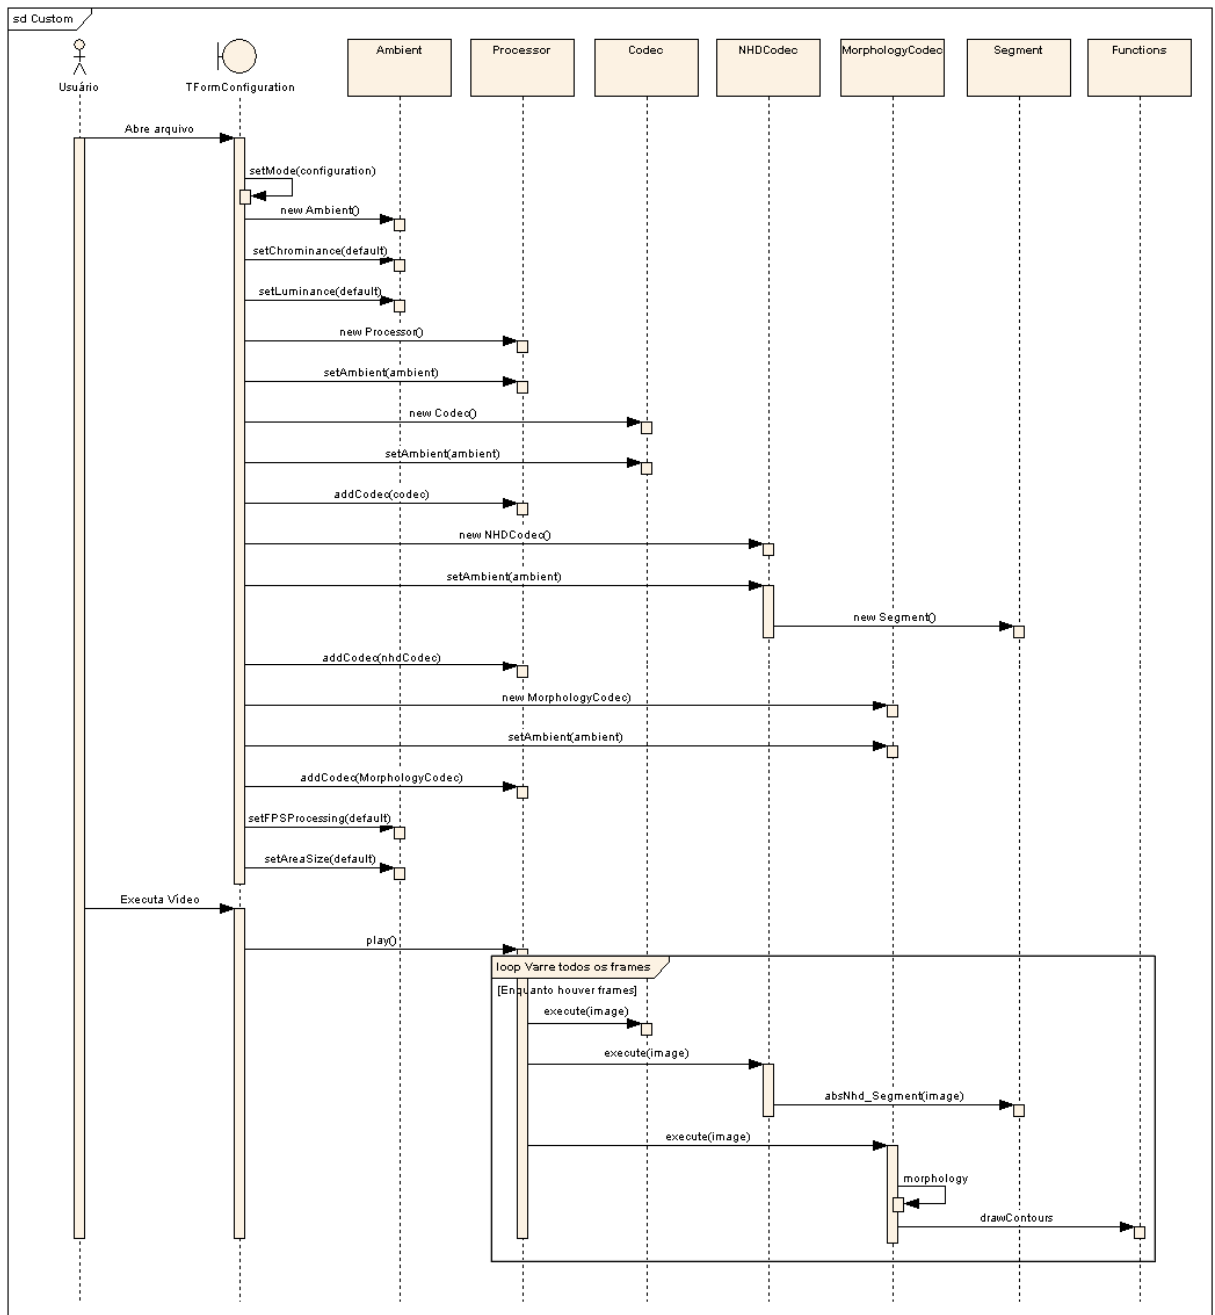 sd Custom
Usuário
TFormConfiguration
Ambient
Processor
Codec
NHDCodec
MorphologyCodec
Segment
Functions
Abre arquivo
setMode(configuration)
new Ambient()
setChrominance(default)
setLuminance(default)
new Processor()
setAmbient(ambient)
new Codec()
setAmbient(ambient)
addCodec(codec)
new NHDCodec()
setAmbient(ambient)
new Segment()
addCodec(nhdCodec)
new MorphologyCodec)
setAmbient(ambient)
addCodec(MorphologyCodec)
setFPSProcessing(default)
setAreaSize(default)
Executa Vídeo
play()
loop Varre todos os frames
[Enquanto houver frames]
execute(image)
execute(image)
absNhd_Segment(image)
execute(image)
morphology
drawContours